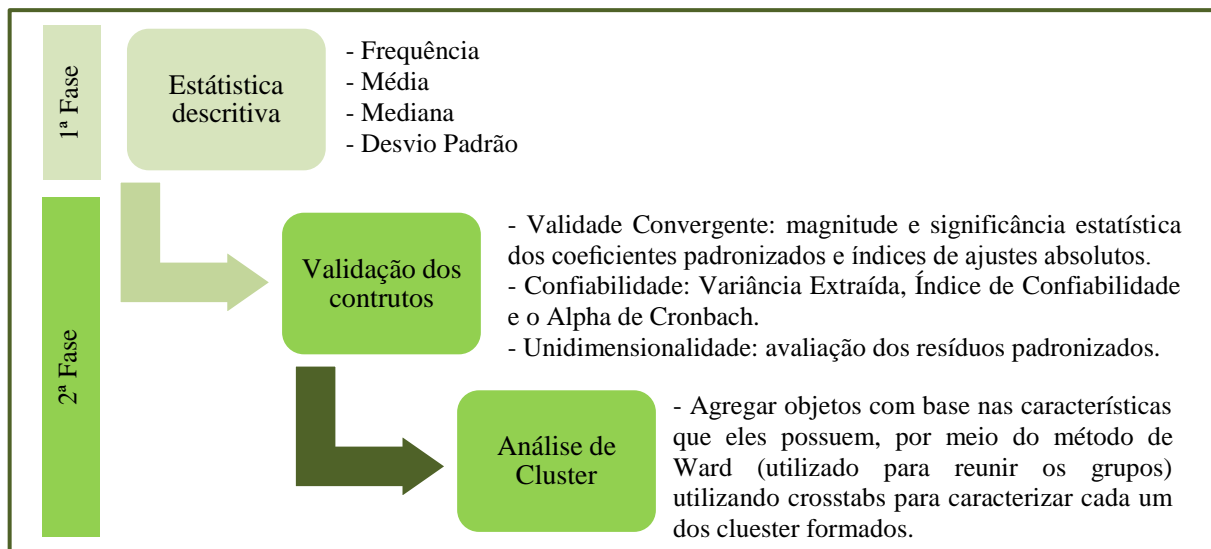 1ª Fase
Estátistica
descritiva
- Frequência
- Média
- Mediana
- Desvio Padrão
2ª Fase
Validação dos
contrutos
- Validade Convergente: magnitude e significância estatística
dos coeficientes padronizados e índices de ajustes absolutos.
- Confiabilidade: Variância Extraída, Índice de Confiabilidade
e o Alpha de Cronbach.
- Unidimensionalidade: avaliação dos resíduos padronizados.
Análise de
Cluster
- Agregar objetos com base nas características
que eles possuem, por meio do método de
Ward (utilizado para reunir os grupos)
utilizando crosstabs para caracterizar cada um
dos cluester formados.